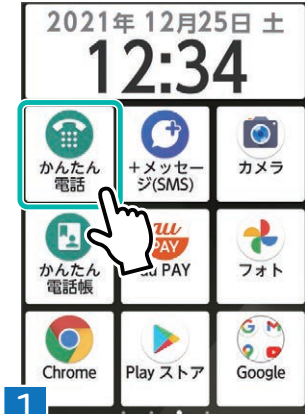 2021年 12月25日 土
12:34
かんたん
電話
+メッセー
ジ(SMS)
カメラ
au
PAY
かんたん
電話帳
au PAY
フォト
G M
Chrome
Play ストア
Google
1